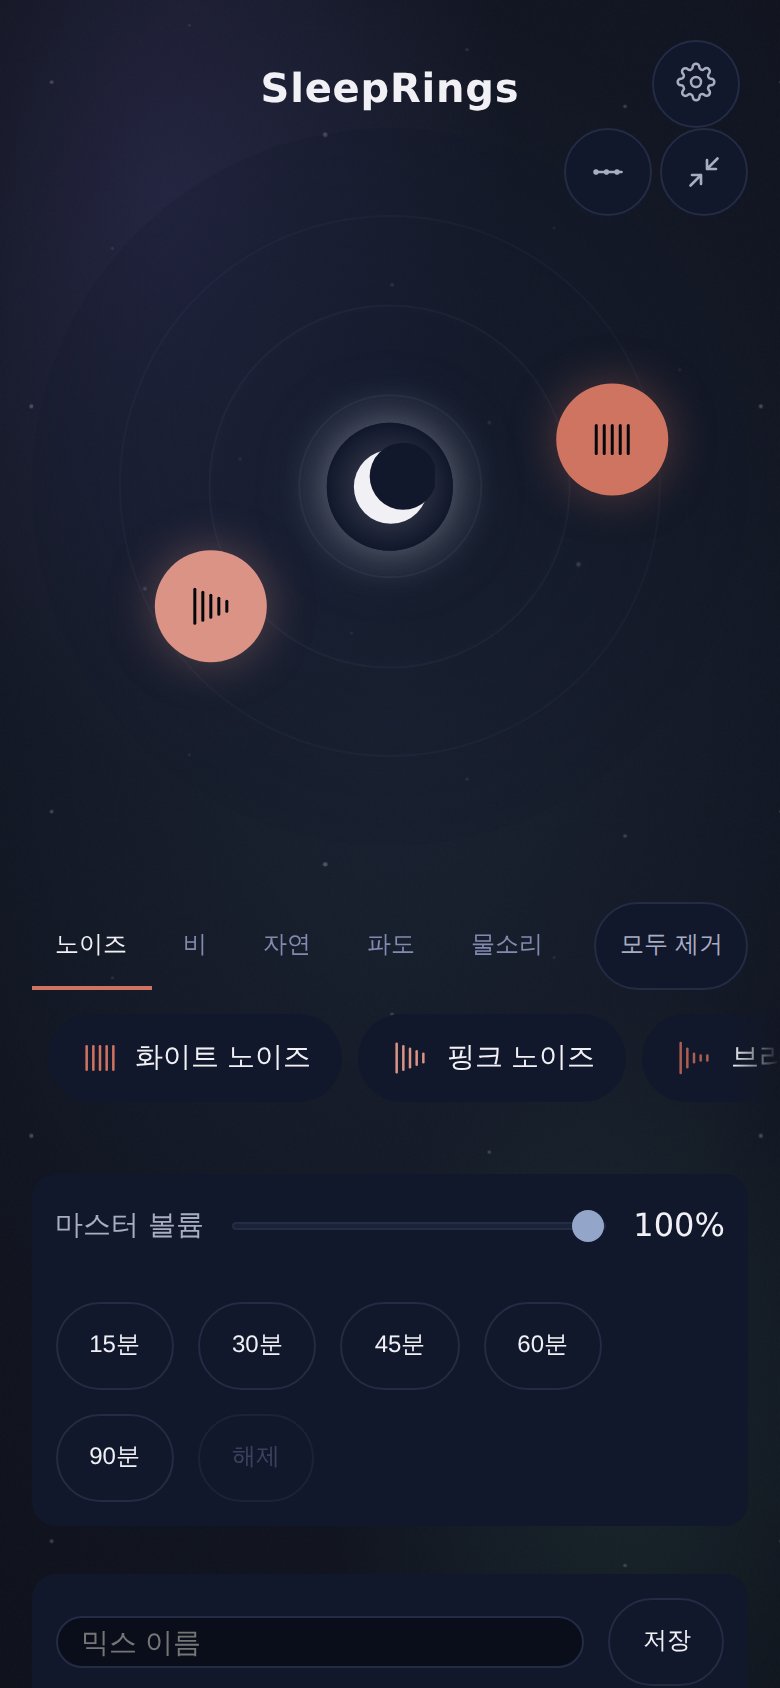 SleepRings
노이즈 비 자연 파도 물소리 모두 제거
화이트 노이즈 핑크 노이즈
마스터 볼륨 100%
15분 30분 45분 60분
90분 해제
믹스 이름 저장